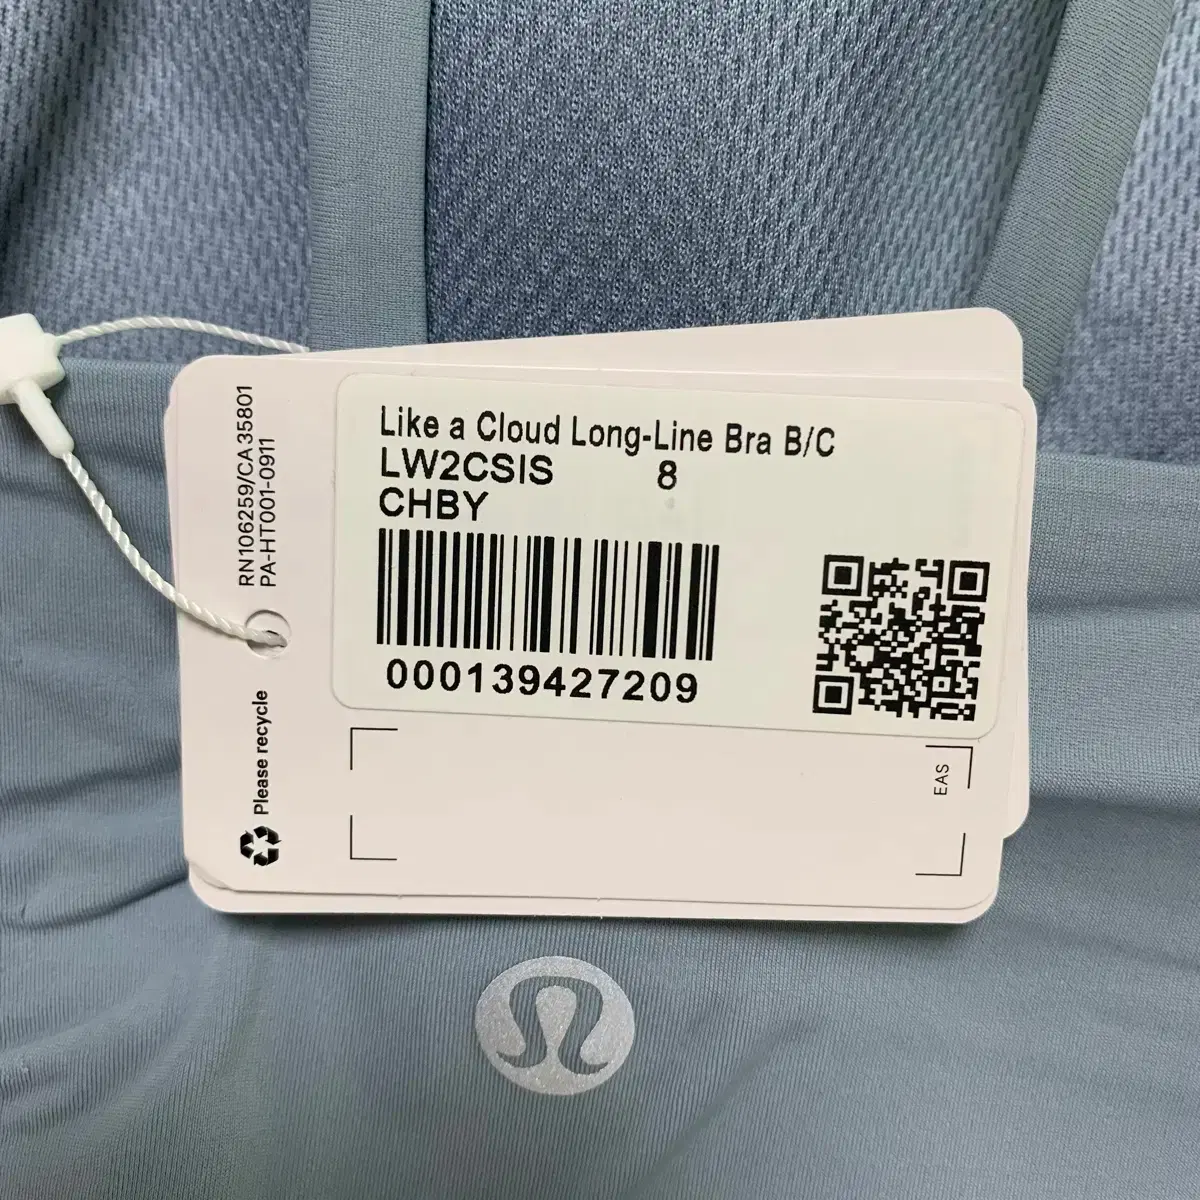 Like a Cloud Long-Line Bra B/C
LW2CSIS 8
CHBY
000139427209
RN106259/CA35801
PA-HT001-0911
Please recycle
EAS